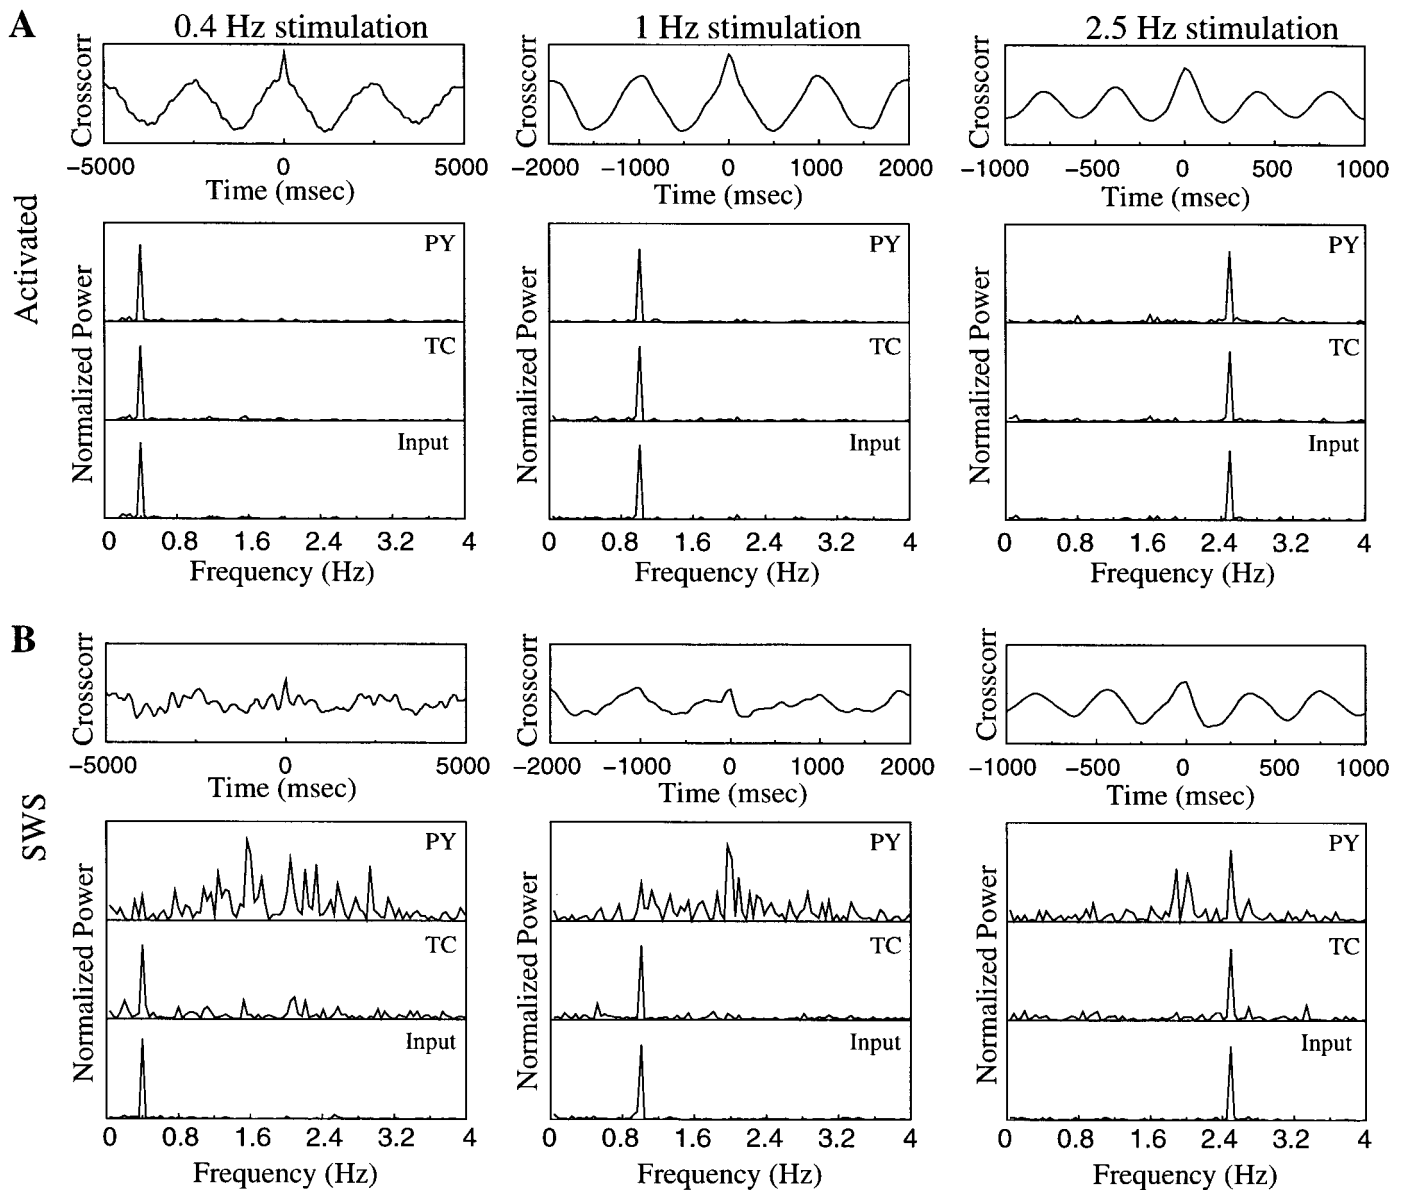 A
0.4 Hz stimulation
1 Hz stimulation
2.5 Hz stimulation
Crosscorr
−5000 0 5000
Time (msec)
Crosscorr
−2000 −1000 0 1000 2000
Time (msec)
Crosscorr
−1000 −500 0 500 1000
Time (msec)
Activated
Normalized Power
PY
TC
Input
0 0.8 1.6 2.4 3.2 4
Frequency (Hz)
Normalized Power
PY
TC
Input
0 0.8 1.6 2.4 3.2 4
Frequency (Hz)
Normalized Power
PY
TC
Input
0 0.8 1.6 2.4 3.2 4
Frequency (Hz)
B
Crosscorr
−5000 0 5000
Time (msec)
Crosscorr
−2000 −1000 0 1000 2000
Time (msec)
Crosscorr
−1000 −500 0 500 1000
Time (msec)
SWS
Normalized Power
PY
TC
Input
0 0.8 1.6 2.4 3.2 4
Frequency (Hz)
Normalized Power
PY
TC
Input
0 0.8 1.6 2.4 3.2 4
Frequency (Hz)
Normalized Power
PY
TC
Input
0 0.8 1.6 2.4 3.2 4
Frequency (Hz)